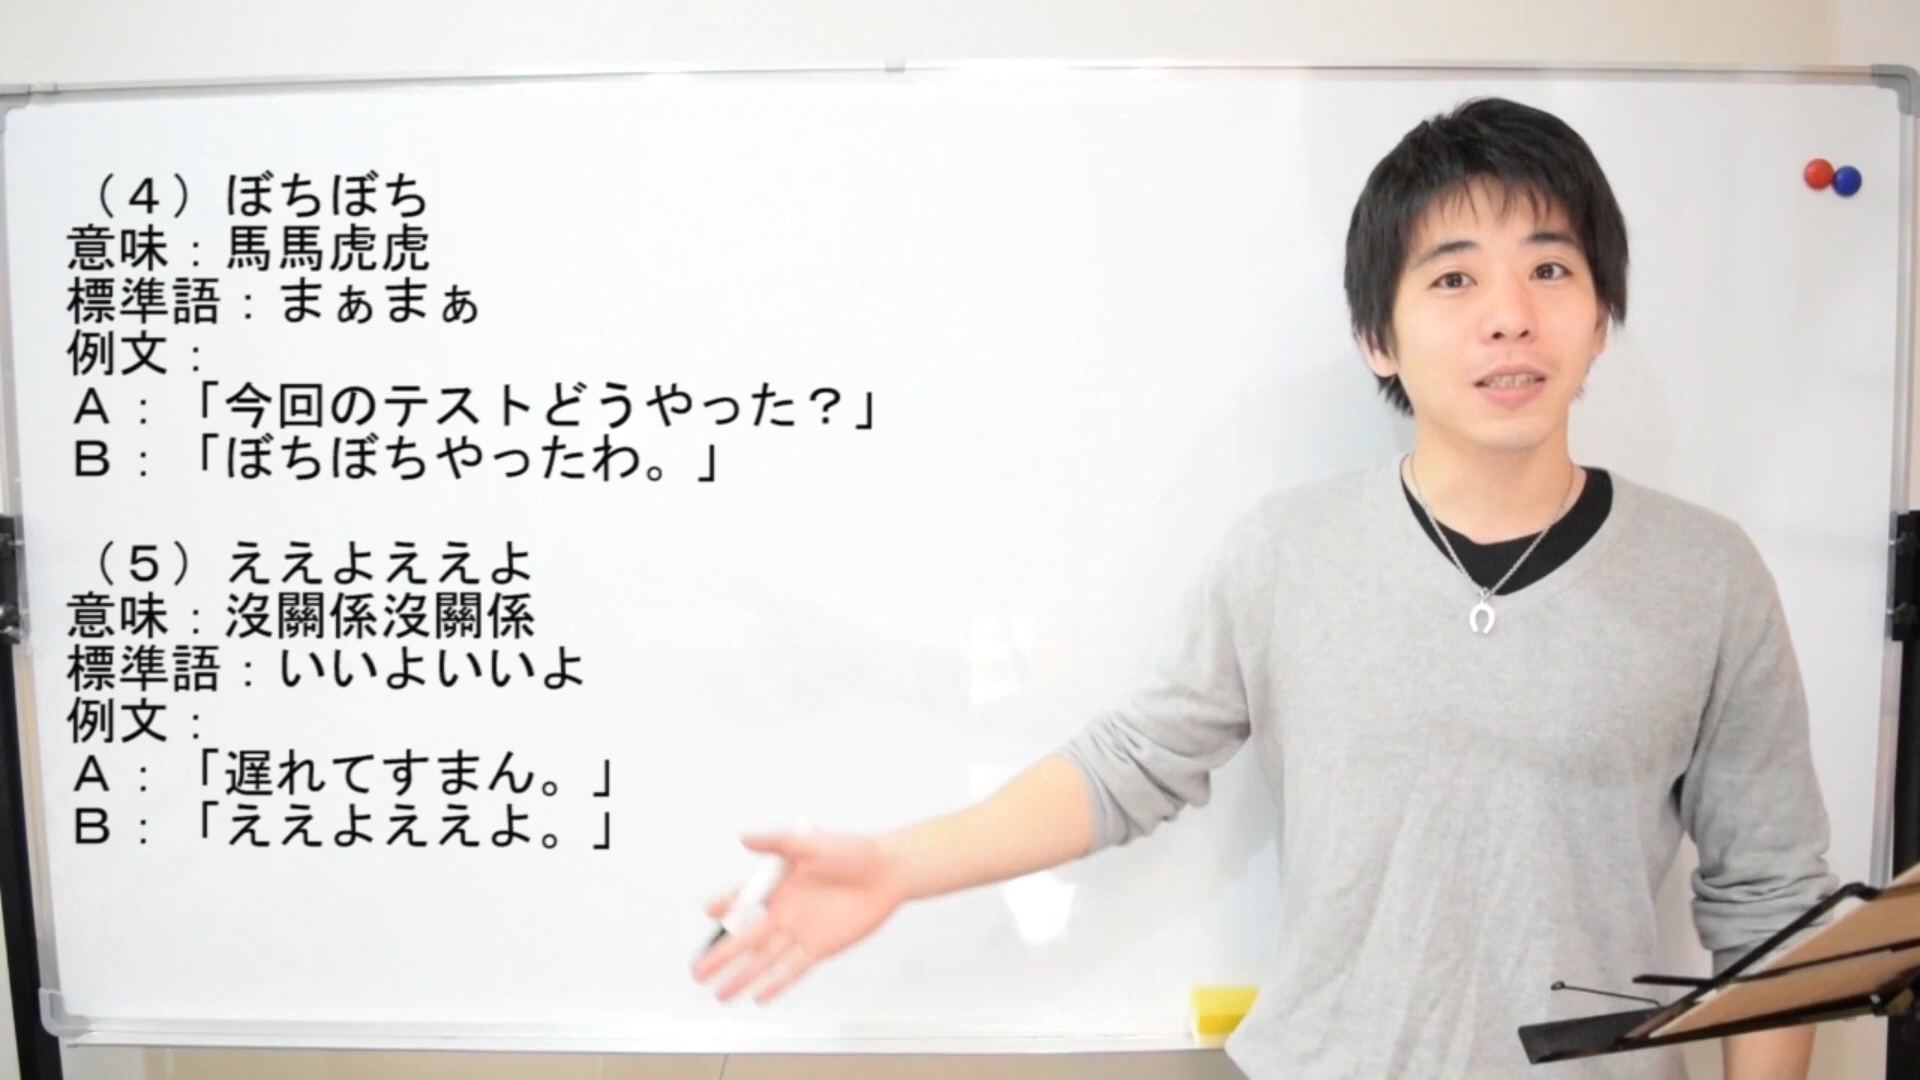 （４）ぼちぼち
意味：馬馬虎虎
標準語：まぁまぁ
例文：
Ａ：「今回のテストどうやった？」
Ｂ：「ぼちぼちやったわ。」
（５）ええよええよ
意味：沒關係沒關係
標準語：いいよいいよ
例文：
Ａ：「遅れてすまん。」
Ｂ：「ええよええよ。」